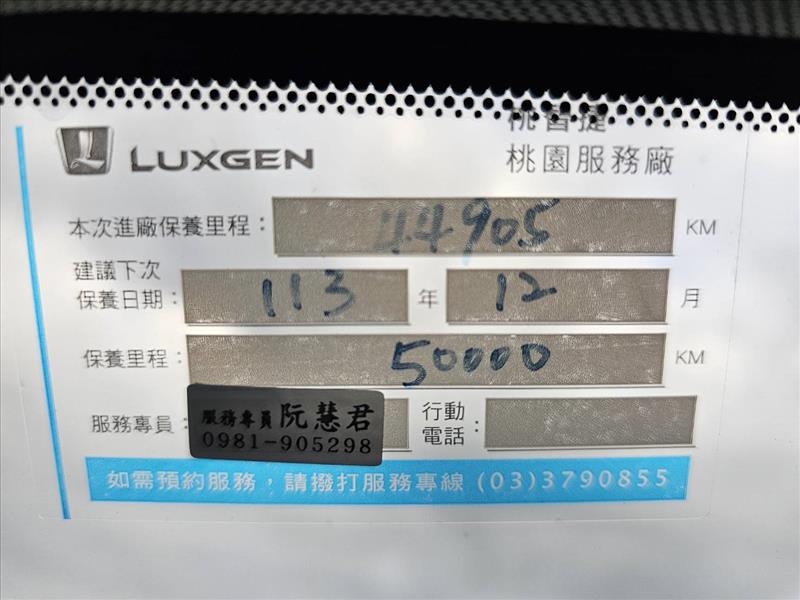 桃智捷
LUXGEN 桃園服務廠
本次進廠保養里程： 44905 KM
建議下次
保養日期： 113 年 12 月
保養里程： 50000 KM
服務專員： 服務專員 阮慧君
0981-905298
行動
電話：
如需預約服務，請撥打服務專線 (03)3790855